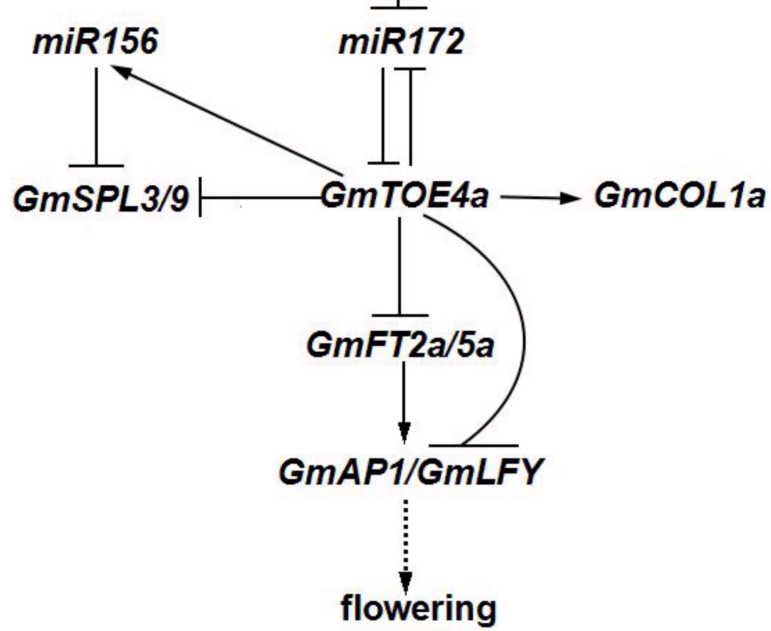 miR156
miR172
GmSPL3/9
GmTOE4a
GmCOL1a
GmFT2a/5a
GmAP1/GmLFY
flowering